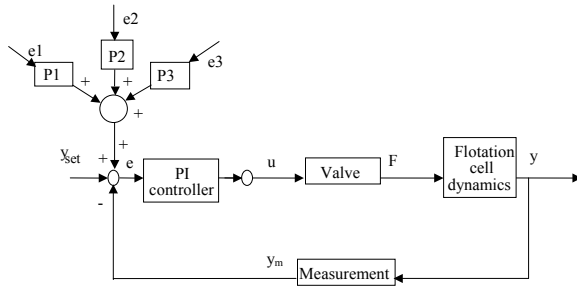 e2
e1
P2
e3
P1
P3
+
+
+
+
+
y_set
+
e
PI
controller
u
Valve
F
Flotation
cell
dynamics
y
-
y_m
Measurement